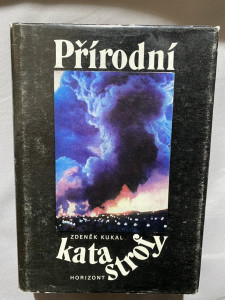 Přírodní
ZDENĚK KUKAL
kata
strofy
HORIZONT